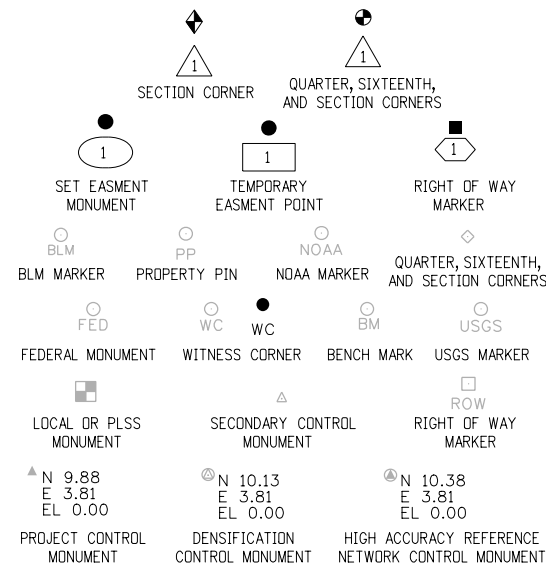 1
SECTION CORNER
1
QUARTER, SIXTEENTH,
AND SECTION CORNERS
1
SET EASMENT
MONUMENT
1
TEMPORARY
EASMENT POINT
1
RIGHT OF WAY
MARKER
BLM
BLM MARKER
PP
PROPERTY PIN
NOAA
NOAA MARKER
QUARTER, SIXTEENTH,
AND SECTION CORNERS
FED
FEDERAL MONUMENT
WC WC
WITNESS CORNER
BM
BENCH MARK
USGS
USGS MARKER
LOCAL OR PLSS
MONUMENT
SECONDARY CONTROL
MONUMENT
ROW
RIGHT OF WAY
MARKER
N 9.88
E 3.81
EL 0.00
PROJECT CONTROL
MONUMENT
N 10.13
E 3.81
EL 0.00
DENSIFICATION
CONTROL MONUMENT
N 10.38
E 3.81
EL 0.00
HIGH ACCURACY REFERENCE
NETWORK CONTROL MONUMENT